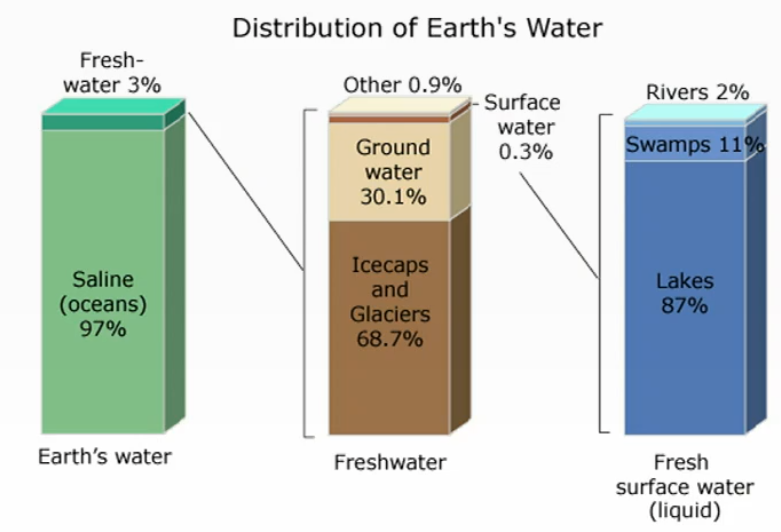 Distribution of Earth's Water
Fresh-
water 3%
Saline
(oceans)
97%
Earth's water
Other 0.9%
Surface
water
0.3%
Ground
water
30.1%
Icecaps
and
Glaciers
68.7%
Freshwater
Rivers 2%
Swamps 11%
Lakes
87%
Fresh
surface water
(liquid)